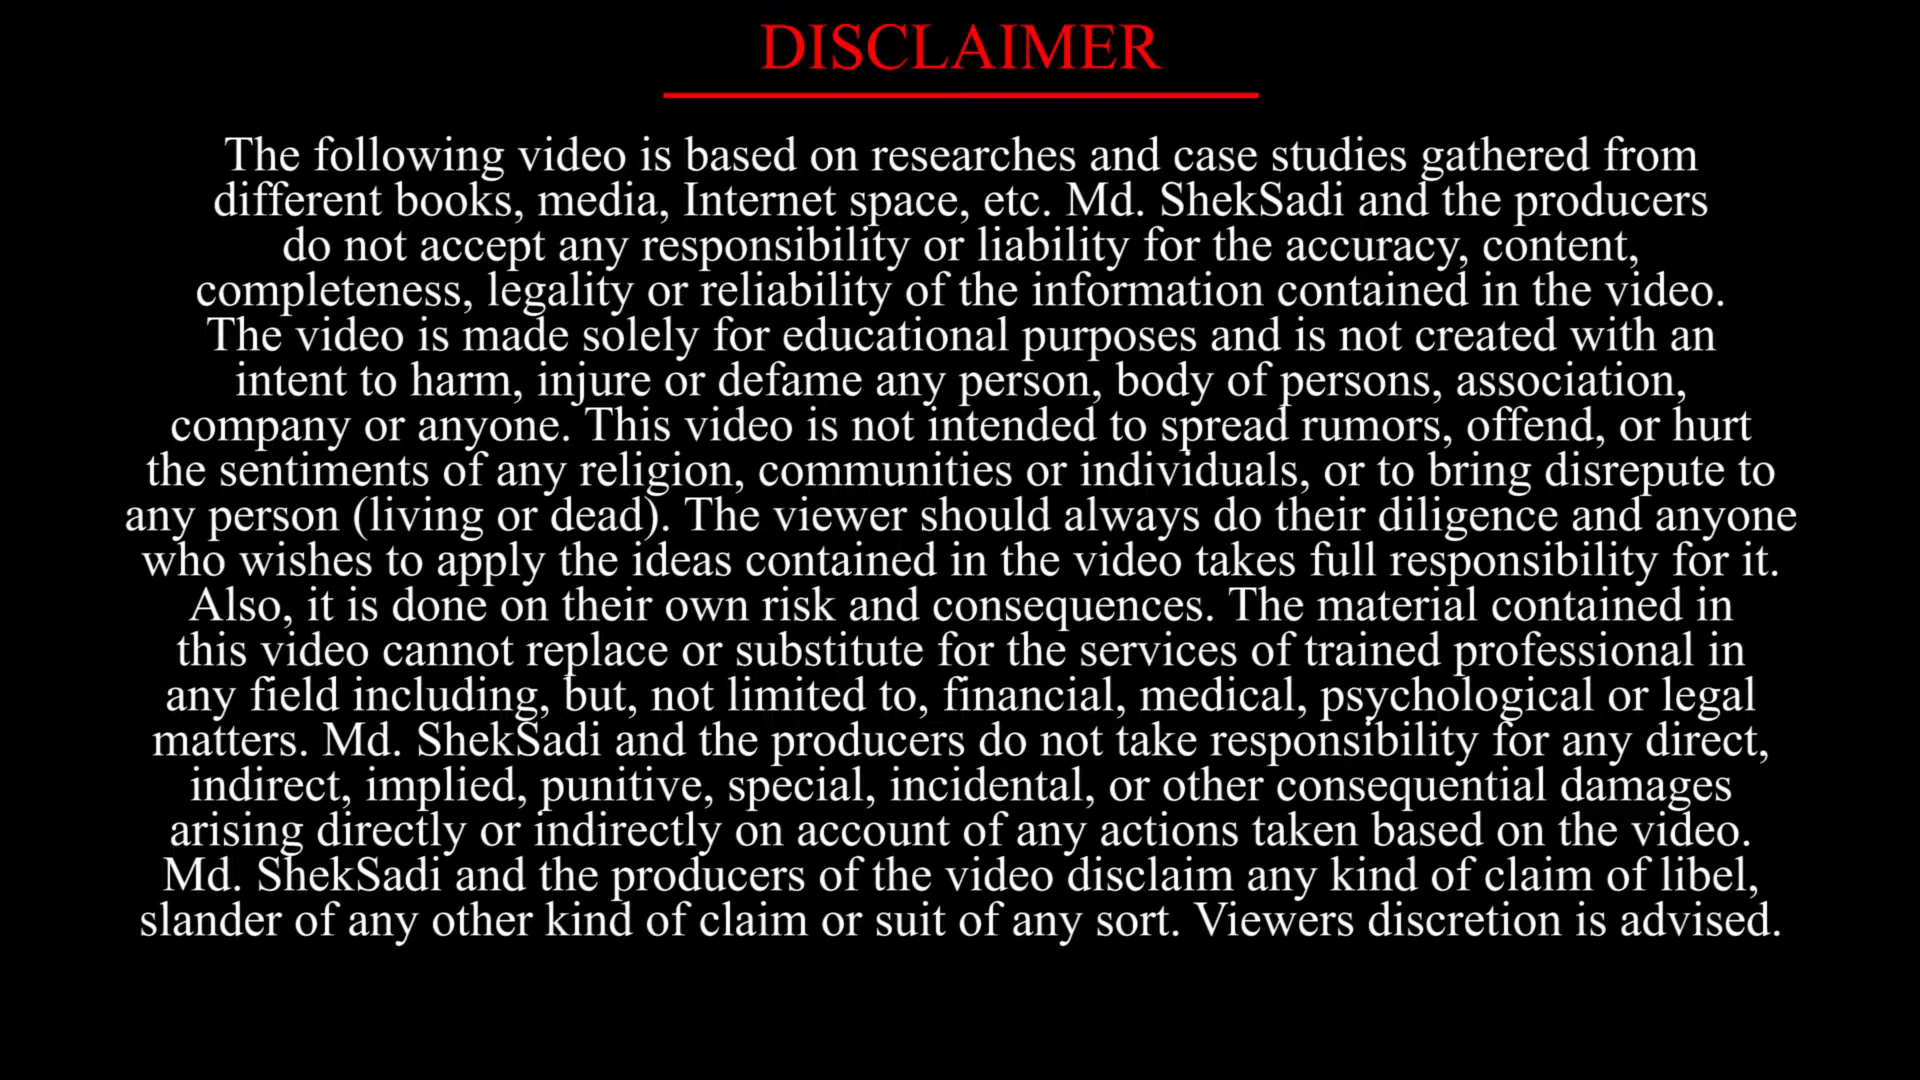 DISCLAIMER
The following video is based on researches and case studies gathered from
different books, media, Internet space, etc. Md. ShekSadi and the producers
do not accept any responsibility or liability for the accuracy, content,
completeness, legality or reliability of the information contained in the video.
The video is made solely for educational purposes and is not created with an
intent to harm, injure or defame any person, body of persons, association,
company or anyone. This video is not intended to spread rumors, offend, or hurt
the sentiments of any religion, communities or individuals, or to bring disrepute to
any person (living or dead). The viewer should always do their diligence and anyone
who wishes to apply the ideas contained in the video takes full responsibility for it.
Also, it is done on their own risk and consequences. The material contained in
this video cannot replace or substitute for the services of trained professional in
any field including, but, not limited to, financial, medical, psychological or legal
matters. Md. ShekSadi and the producers do not take responsibility for any direct,
indirect, implied, punitive, special, incidental, or other consequential damages
arising directly or indirectly on account of any actions taken based on the video.
Md. ShekSadi and the producers of the video disclaim any kind of claim of libel,
slander of any other kind of claim or suit of any sort. Viewers discretion is advised.